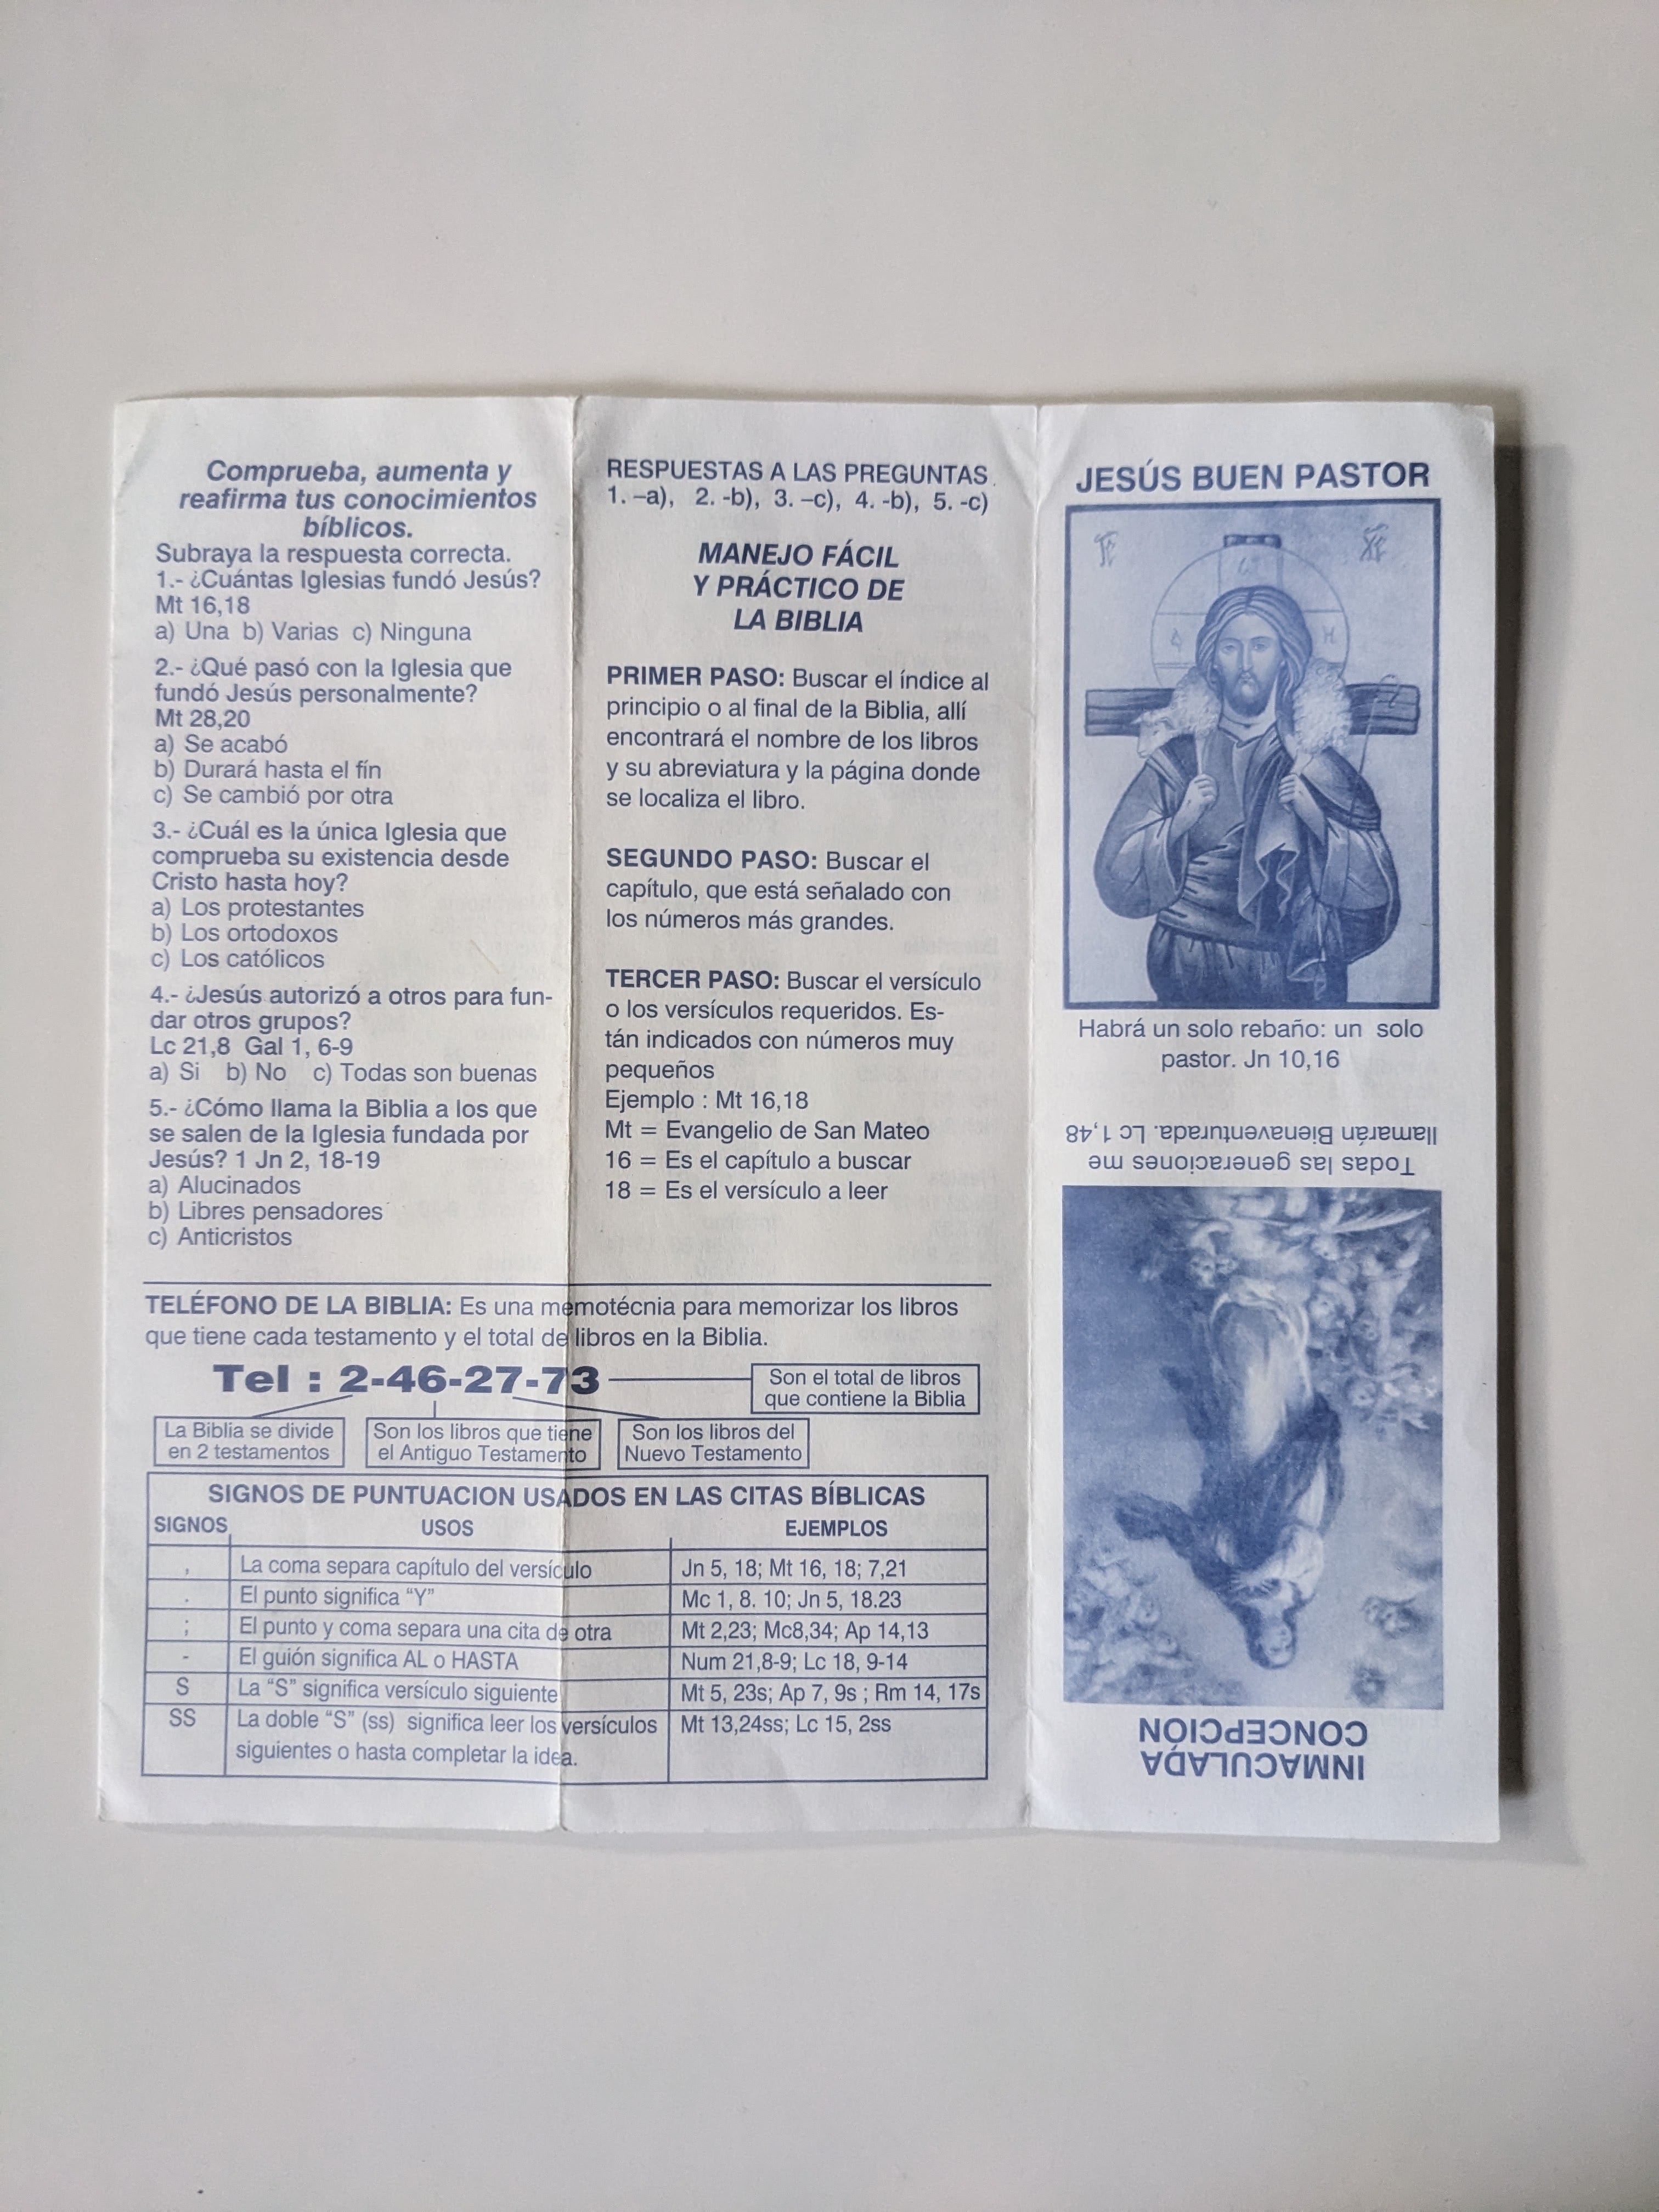 Comprueba, aumenta y
reafirma tus conocimientos
bíblicos.
Subraya la respuesta correcta.
1.- ¿Cuántas Iglesias fundó Jesús?
Mt 16,18
a) Una b) Varias c) Ninguna
2.- ¿Qué pasó con la Iglesia que
fundó Jesús personalmente?
Mt 28,20
a) Se acabó
b) Durará hasta el fín
c) Se cambió por otra
3.- ¿Cuál es la única Iglesia que
comprueba su existencia desde
Cristo hasta hoy?
a) Los protestantes
b) Los ortodoxos
c) Los católicos
4.- ¿Jesús autorizó a otros para fun-
dar otros grupos?
Lc 21,8 Gal 1, 6-9
a) Si b) No c) Todas son buenas
5.- ¿Cómo llama la Biblia a los que
se salen de la Iglesia fundada por
Jesús? 1 Jn 2, 18-19
a) Alucinados
b) Libres pensadores
c) Anticristos
RESPUESTAS A LAS PREGUNTAS.
1. –a), 2. -b), 3. –c), 4. -b), 5. -c)
MANEJO FÁCIL
Y PRÁCTICO DE
LA BIBLIA
PRIMER PASO: Buscar el índice al
principio o al final de la Biblia, allí
encontrará el nombre de los libros
y su abreviatura y la página donde
se localiza el libro.
SEGUNDO PASO: Buscar el
capítulo, que está señalado con
los números más grandes.
TERCER PASO: Buscar el versículo
o los versículos requeridos. Es-
tán indicados con números muy
pequeños
Ejemplo : Mt 16,18
Mt = Evangelio de San Mateo
16 = Es el capítulo a buscar
18 = Es el versículo a leer
TELÉFONO DE LA BIBLIA: Es una memotécnia para memorizar los libros
que tiene cada testamento y el total de libros en la Biblia.
Tel : 2-46-27-73
Son el total de libros
que contiene la Biblia
La Biblia se divide
en 2 testamentos
Son los libros que tiene
el Antiguo Testamento
Son los libros del
Nuevo Testamento
SIGNOS DE PUNTUACION USADOS EN LAS CITAS BÍBLICAS
SIGNOS USOS EJEMPLOS
, La coma separa capítulo del versículo Jn 5, 18; Mt 16, 18; 7,21
. El punto significa “Y” Mc 1, 8. 10; Jn 5, 18.23
; El punto y coma separa una cita de otra Mt 2,23; Mc8,34; Ap 14,13
- El guión significa AL o HASTA Num 21,8-9; Lc 18, 9-14
S La “S” significa versículo siguiente Mt 5, 23s; Ap 7, 9s ; Rm 14, 17s
SS La doble “S” (ss) significa leer los versículos Mt 13,24ss; Lc 15, 2ss
siguientes o hasta completar la idea.
JESÚS BUEN PASTOR
Habrá un solo rebaño: un solo
pastor. Jn 10,16
INMACULADA
CONCEPCIÓN
Todas las generaciones me
llamarán Bienaventurada. Lc 1,48